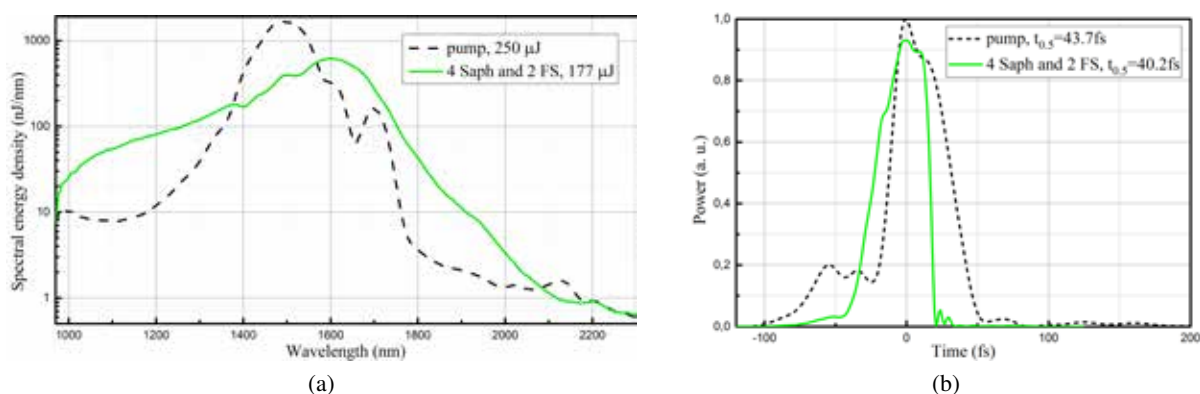 1000
100
10
1
Spectral energy density (nJ/nm)
pump, 250 μJ
4 Saph and 2 FS, 177 μJ
1000 1200 1400 1600 1800 2000 2200
Wavelength (nm)
(a)
1,0
0,8
0,6
0,4
0,2
0,0
Power (a. u.)
pump, t0.5=43.7fs
4 Saph and 2 FS, t0.5=40.2fs
-100 0 100 200
Time (fs)
(b)